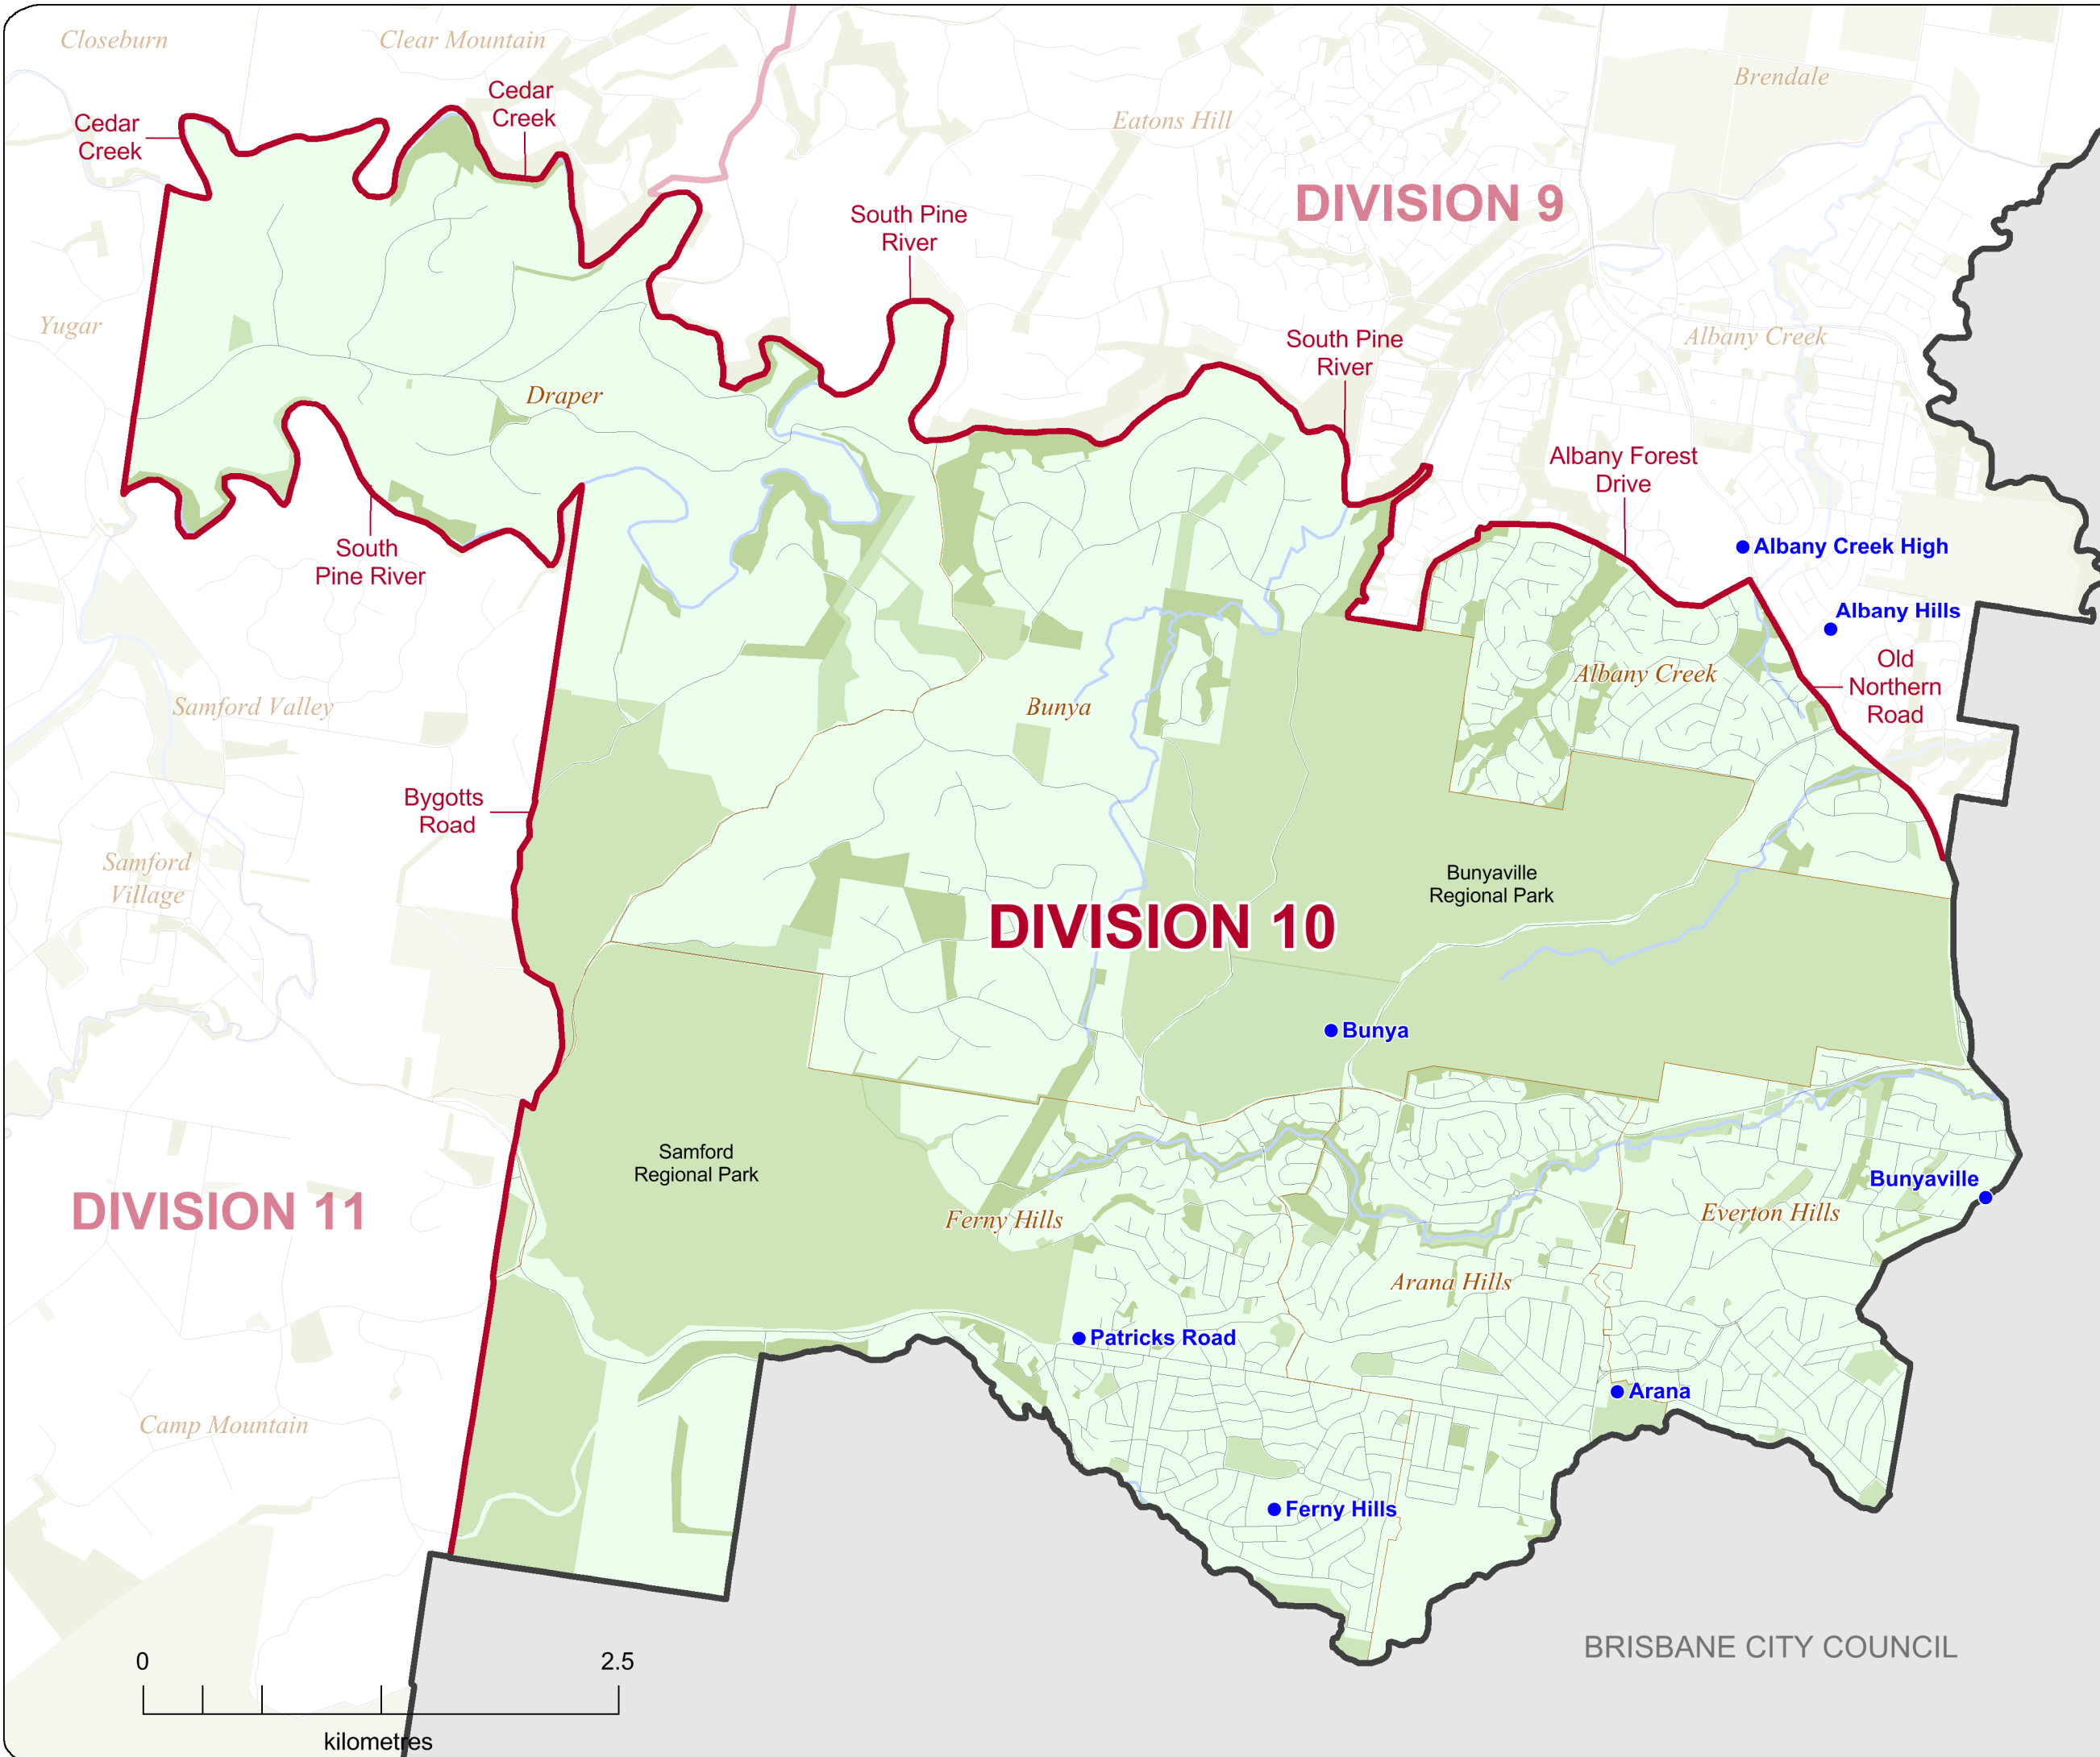 Closeburn
Clear Mountain
Brendale
Cedar
Creek
Cedar
Creek
Eatons Hill
DIVISION 9
South Pine
River
Yugar
South Pine
River
Albany Creek
Draper
Albany Forest
Drive
South
Pine River
Albany Creek High
Albany Hills
Old
Northern
Road
Albany Creek
Samford Valley
Bunya
Bygotts
Road
Samford
Village
Bunyaville
Regional Park
DIVISION 10
Bunya
Samford
Regional Park
Bunyaville
DIVISION 11
Ferny Hills
Everton Hills
Arana Hills
Patricks Road
Arana
Camp Mountain
Ferny Hills
BRISBANE CITY COUNCIL
0
2.5
kilometres